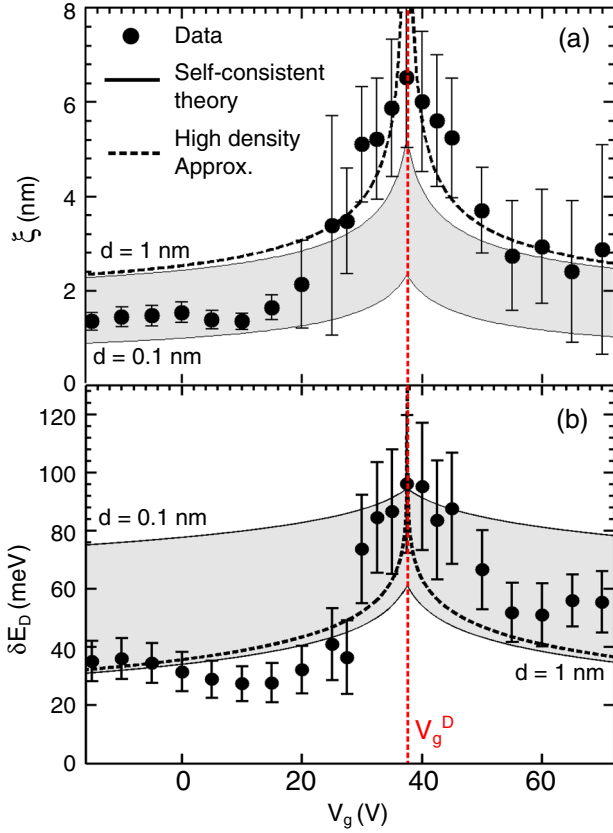 8
6
4
2
0
ξ (nm)
(a)
Data
Self-consistent
theory
High density
Approx.
d = 1 nm
d = 0.1 nm
120
100
80
60
40
20
0
δE_D (meV)
(b)
d = 0.1 nm
d = 1 nm
V_g^D
0 20 40 60
V_g (V)